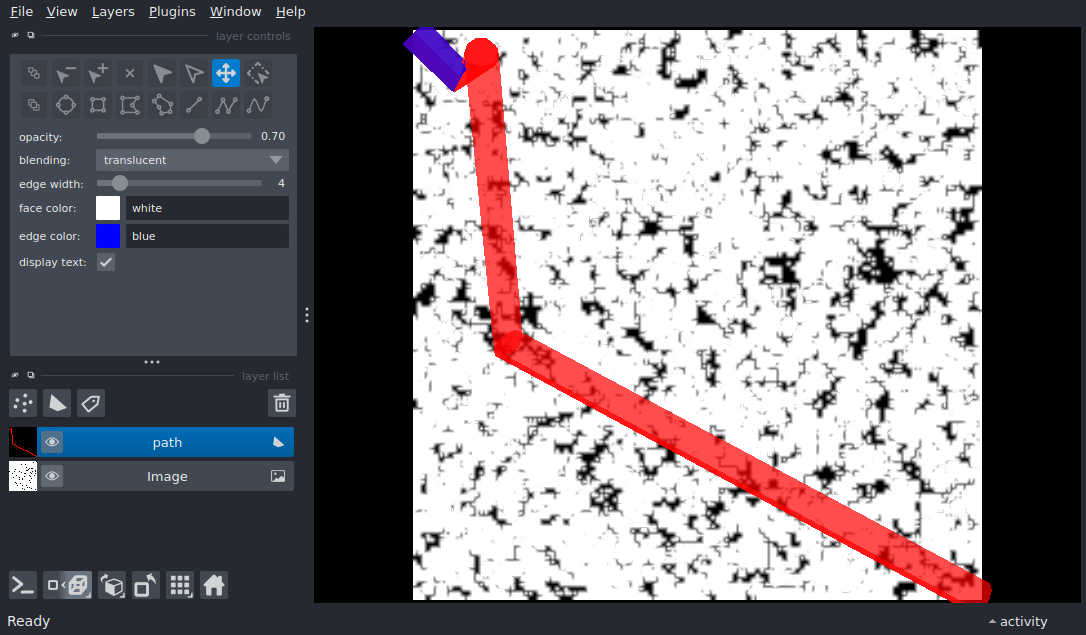 File View Layers Plugins Window Help
layer controls
opacity: 0.70
blending: translucent
edge width: 4
face color: white
edge color: blue
display text:
layer list
path
Image
Ready
activity